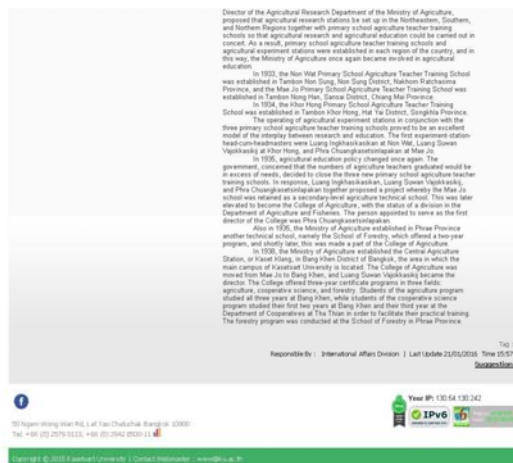 Director of the Agricultural Research Department of the Ministry of Agriculture,
proposed that agricultural research stations be set up in the Northeastern, Southern,
and Northern Regions together with primary school agriculture teacher training
schools so that agricultural research and agricultural education could be carried out in
concert. As a result, primary school agriculture teacher training schools and
agricultural experiment stations were established in each region of the country, and in
this way, the Ministry of Agriculture once again became involved in agricultural
education.
In 1933, the Non Wat Primary School Agriculture Teacher Training School
was established in Tambon Non Sung, Non Sung District, Nakhom Ratchasima
Province, and the Mae Jo Primary School Agriculture Teacher Training School was
established in Tambon Nong Han, Sansai District, Chiang Mai Province.
In 1934, the Khor Hong Primary School Agriculture Teacher Training
School was established in Tambon Khor Hong, Hat Yai District, Songkhla Province.
The operating of agricultural experiment stations in conjunction with the
three primary school agriculture teacher training schools proved to be an excellent
model of the interplay between research and education. The first experiment-station-
head-cum-headmasters were Luang Ingkhasikasikan at Non Wat, Luang Suwan
Vajokkasikij at Khor Hong, and Phra Chuangkasetsinlapakan at Mae Jo.
In 1935, agricultural education policy changed once again. The
government, concerned that the numbers of agriculture teachers graduated would be
in excess of needs, decided to close the three new primary school agriculture teacher
training schools. In response, Luang Ingkhasikasikan, Luang Suwan Vajokkasikij,
and Phra Chuangkasetsinlapakan together proposed a project whereby the Mae Jo
school was retained as a secondary-level agriculture technical school. This was later
elevated to become the College of Agriculture, with the status of a division in the
Department of Agriculture and Fisheries. The person appointed to serve as the first
director of the College was Phra Chuangkasetsinlapakan.
Also in 1935, the Ministry of Agriculture established in Phrae Province
another technical school, namely the School of Forestry, which offered a two-year
program, and shortly later, this was made a part of the College of Agriculture.
In 1938, the Ministry of Agriculture established the Central Agriculture
Station, or Kaset Klang, in Bang Khen District of Bangkok, the area in which the
main campus of Kasetsart University is located. The College of Agriculture was
moved from Mae Jo to Bang Khen, and Luang Suwan Vajokkasikij became the
director. The College offered three-year certificate programs in three fields:
agriculture, cooperative science, and forestry. Students of the agriculture program
studied all three years at Bang Khen, while students of the cooperative science
program studied their first two years at Bang Khen and their third year at the
Department of Cooperatives at Tha Thian in order to facilitate their practical training.
The forestry program was conducted at the School of Forestry in Phrae Province.
Tag :
Responsible By : International Affairs Division | Last Update 21/01/2016 Time 15:57
Suggestion
50 Ngam Wong Wan Rd, Lat Yao Chatuchak Bangkok 10900
Tel. +66 (0) 2579-0113, +66 (0) 2942 8500-11
Your IP: 130.54.130.242
IPv6
Copyright © 2015 Kasetsart University | Contact Webmaster : www@ku.ac.th